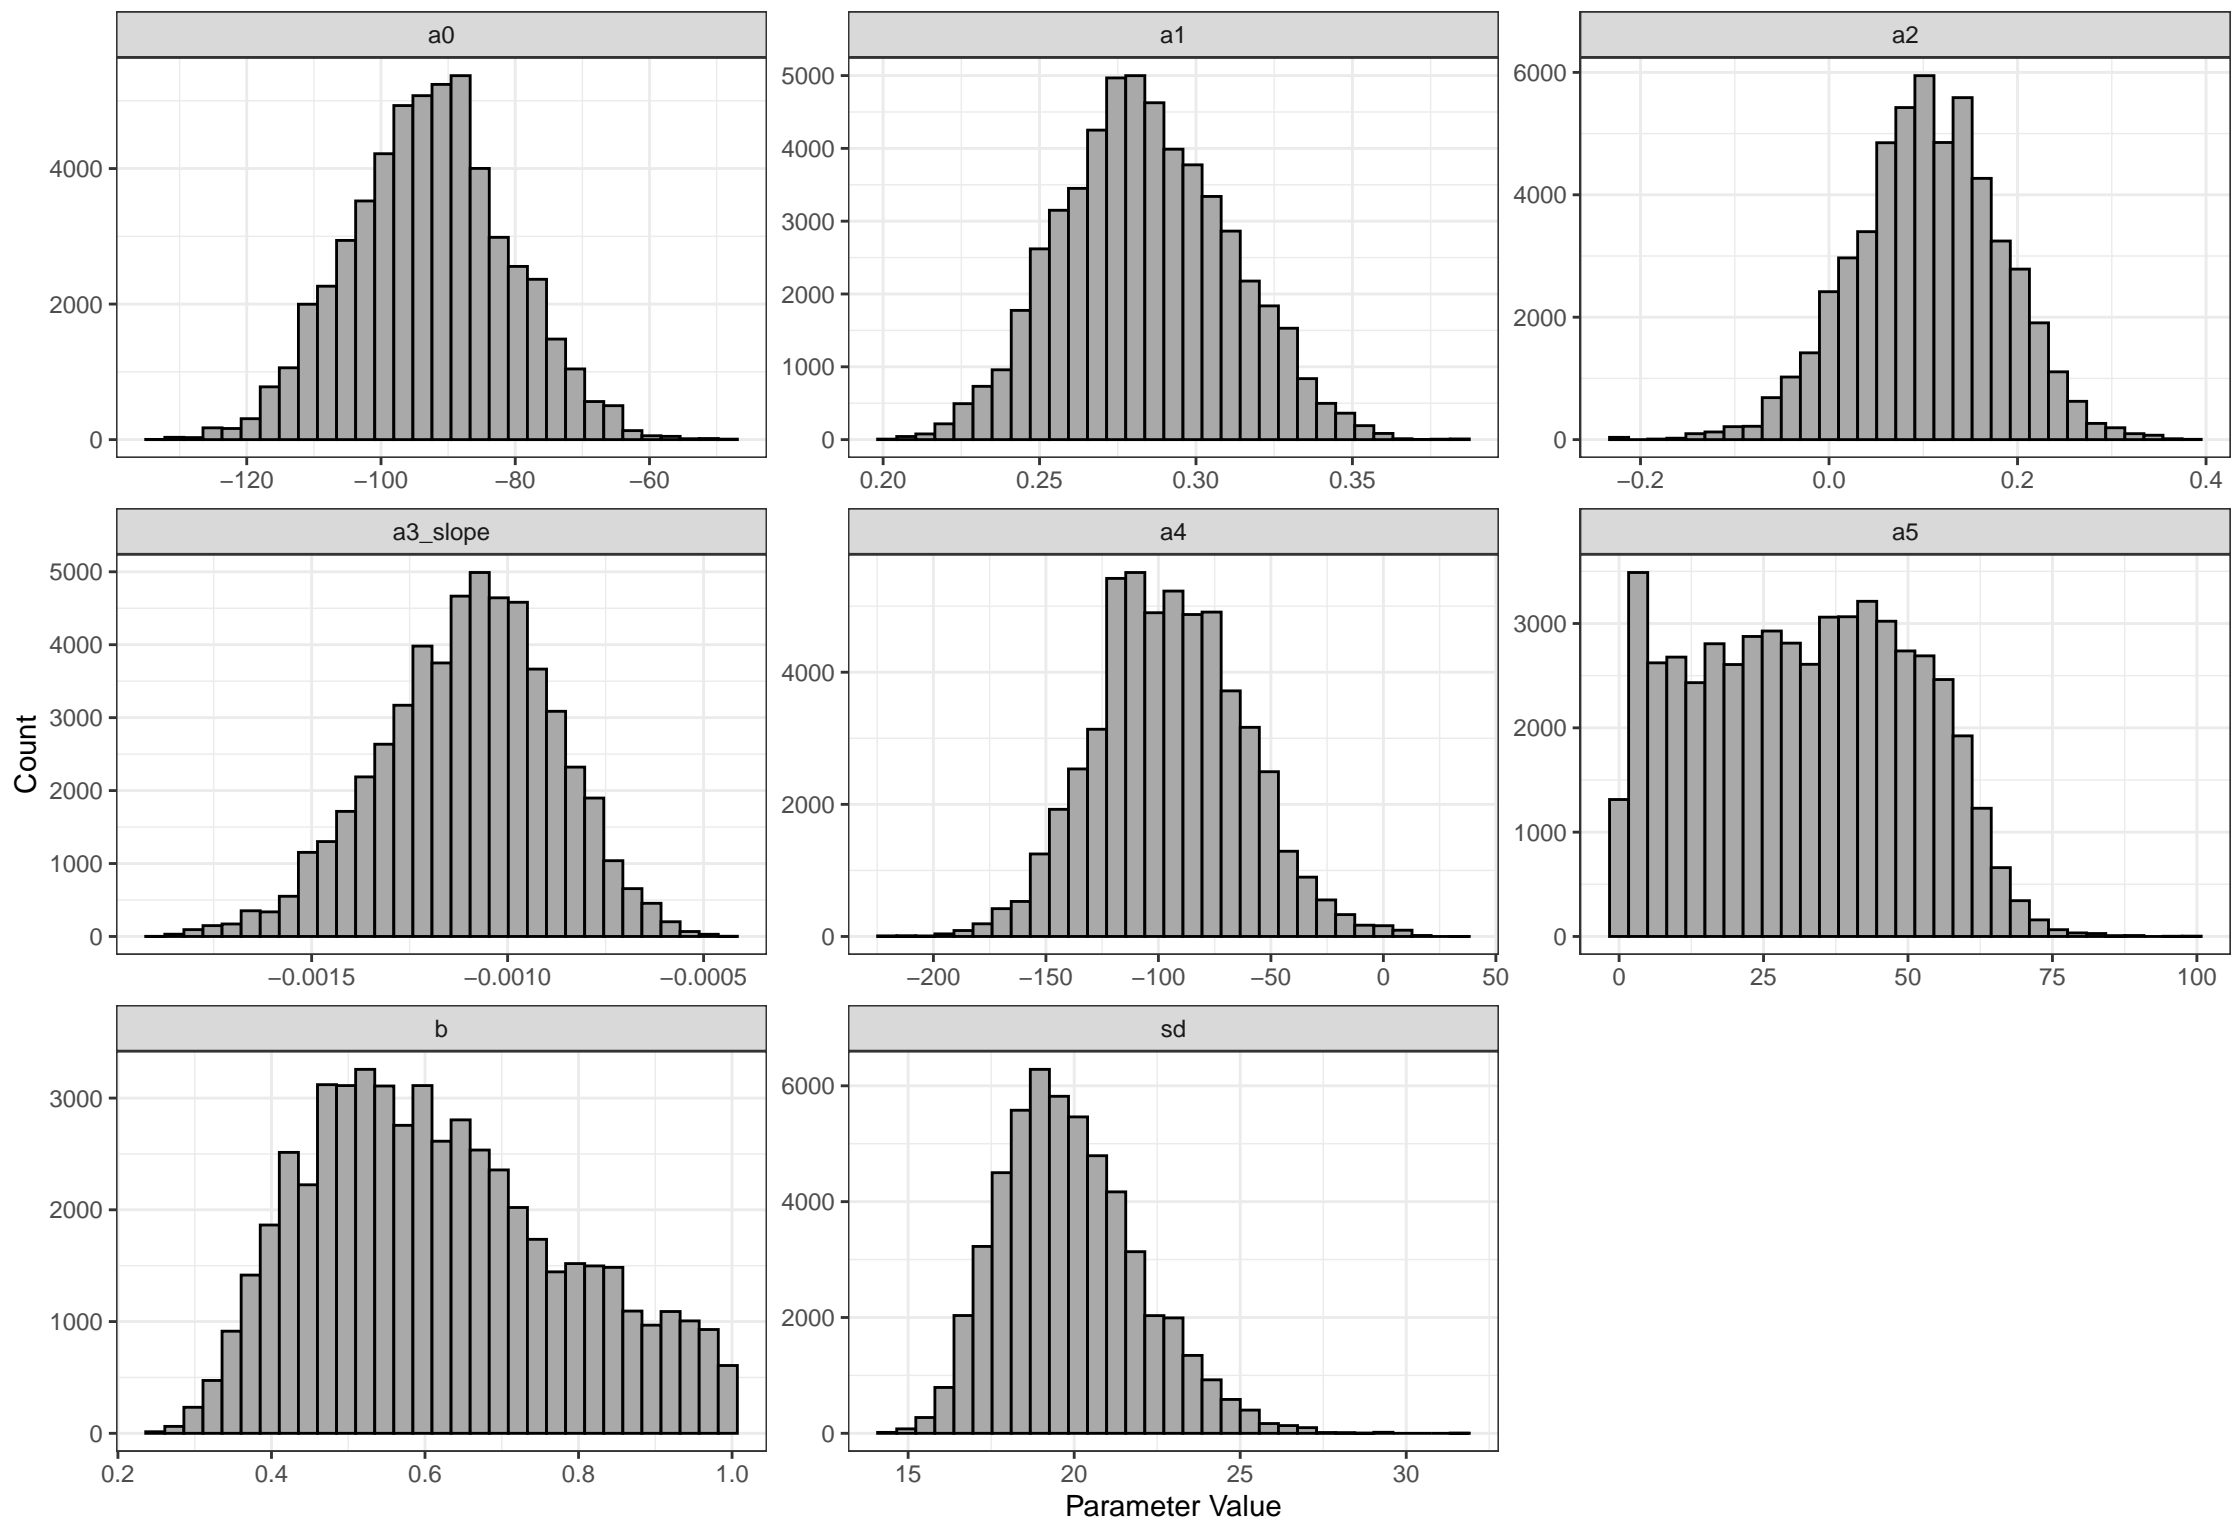 a0 a1 a2
4000 5000 6000
2000 4000 4000
0 3000 2000
2000 0
1000
0
−120 −100 −80 −60 0.20 0.25 0.30 0.35 −0.2 0.0 0.2 0.4
a3_slope a4 a5
5000 4000 3000
4000 2000 2000
3000 0 1000
2000 0
1000
0
−0.0015 −0.0010 −0.0005 −200 −150 −100 −50 0 50 0 25 50 75 100
Count
b sd
3000 6000
2000 4000
1000 2000
0 0
0.2 0.4 0.6 0.8 1.0 15 20 25 30
Parameter Value